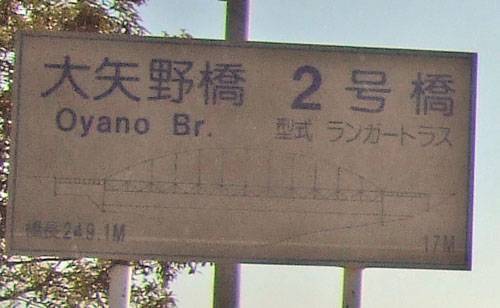 大矢野橋 2号橋
Oyano Br. 型式 ランガートラス
橋長249.1M 17M